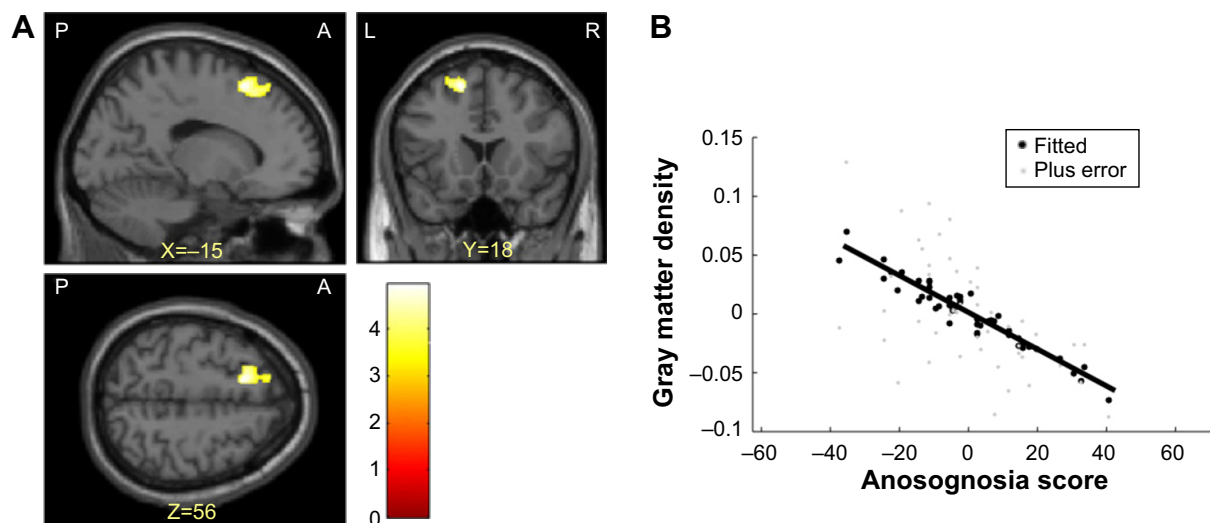 A
P
A
X=–15
L
R
Y=18
P
A
Z=56
4
3
2
1
0
B
Fitted
Plus error
Gray matter density
0.15
0.1
0.05
0
–0.05
–0.1
–60
–40
–20
0
20
40
60
Anosognosia score